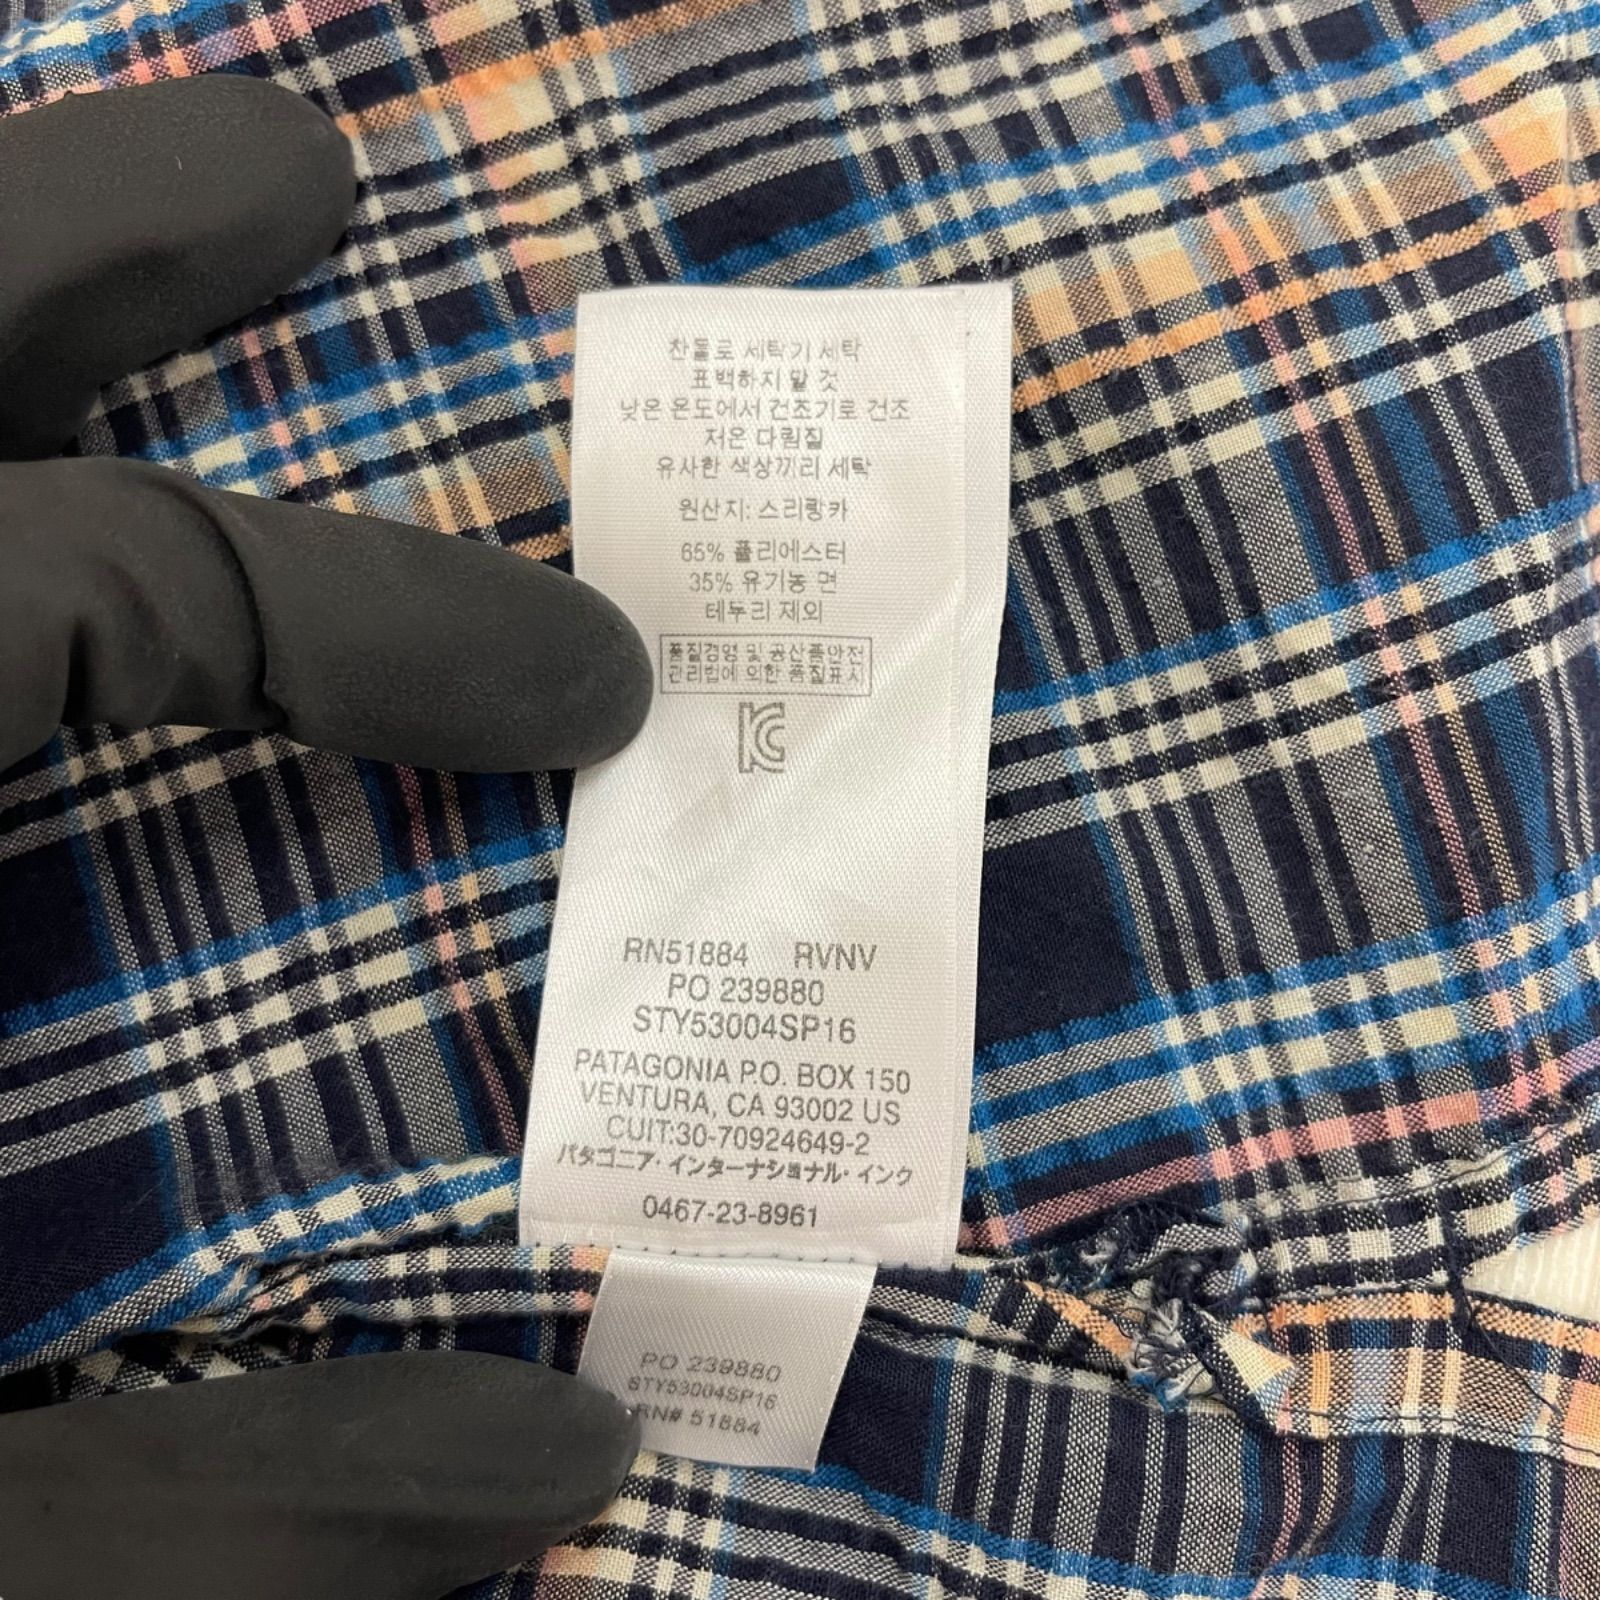 찬물로 세탁기 세탁
표백하지 말 것
낮은 온도에서 건조기로 건조
저온 다림질
유사한 색상끼리 세탁
원산지: 스리랑카
65% 폴리에스터
35% 유기농 면
테두리 제외
품질경영 및 공산품안전
관리법에 의한 품질표시
KC
RN51884 RVNV
PO 239880
STY53004SP16
PATAGONIA P.O. BOX 150
VENTURA, CA 93002 US
CUIT:30-70924649-2
パタゴニア・インターナショナル・インク
0467-23-8961
PO 239880
STY53004SP16
RN# 51884